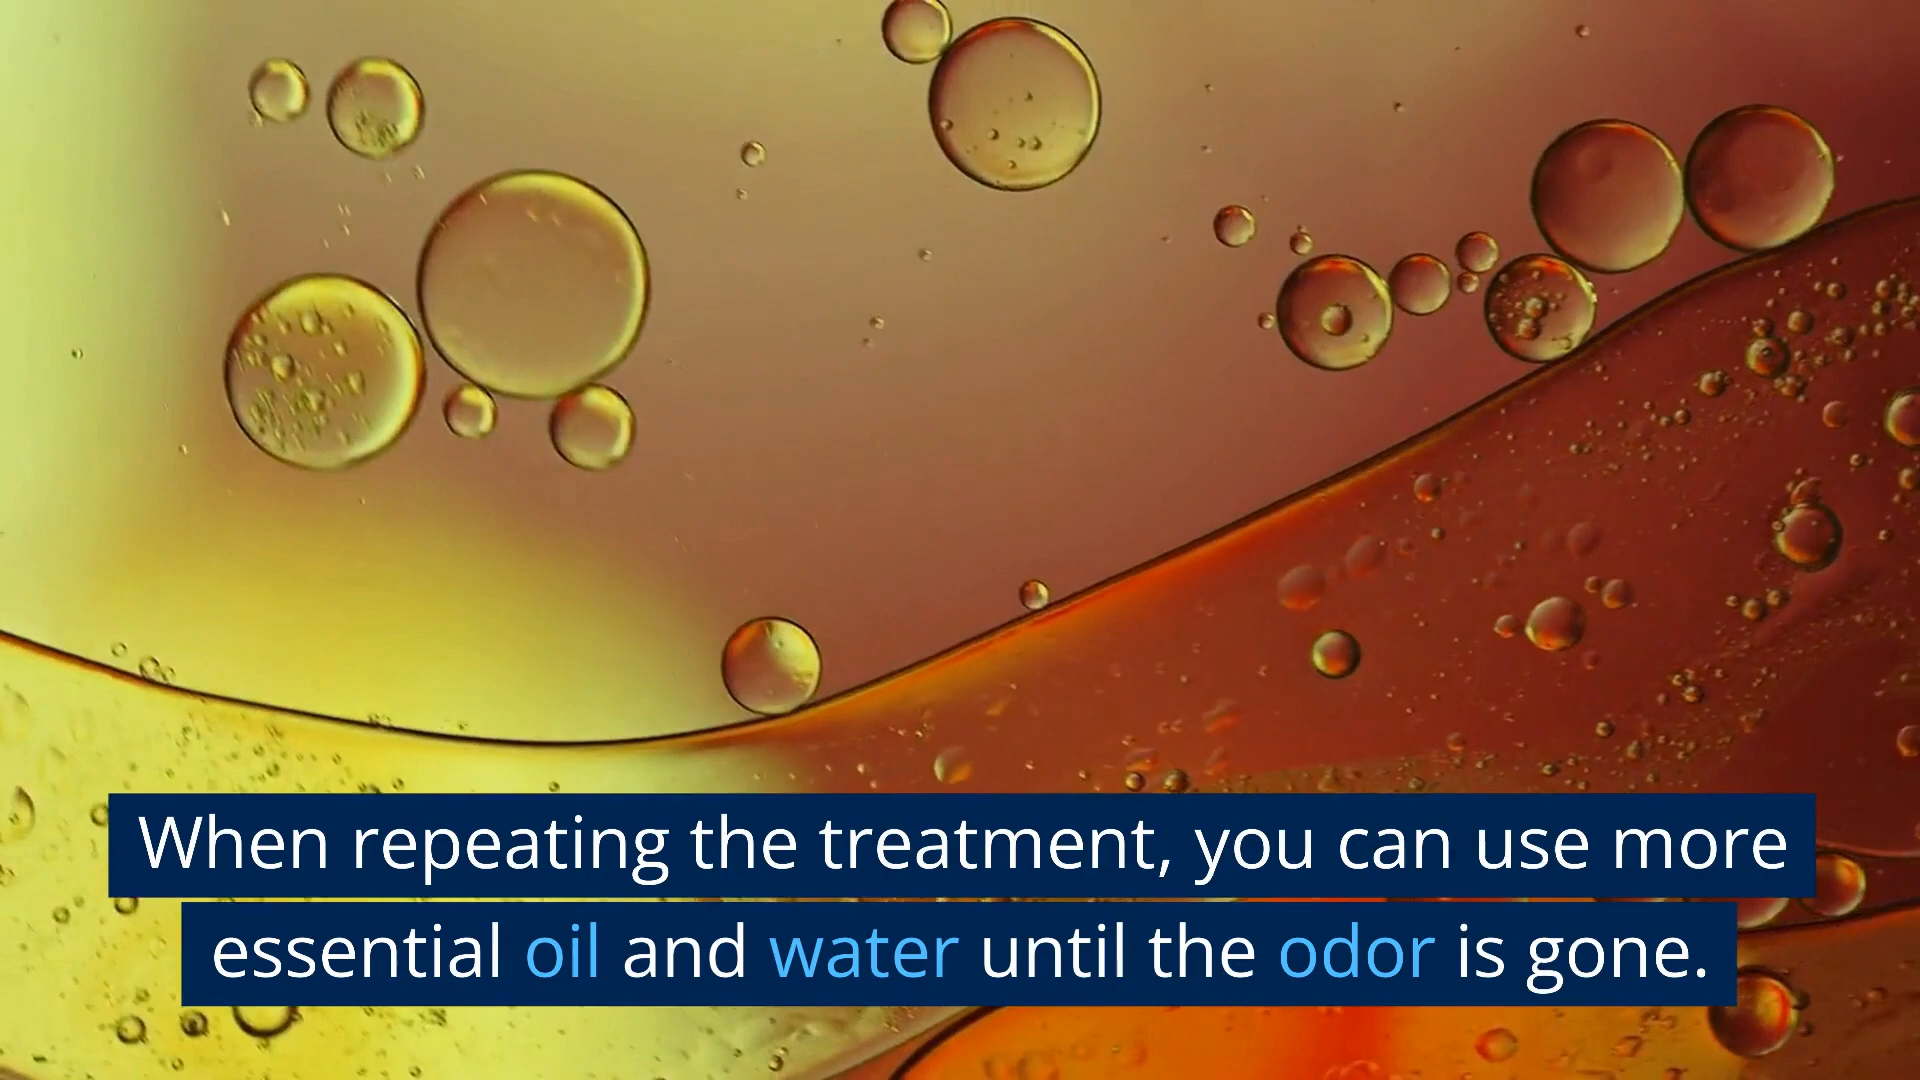 When repeating the treatment, you can use more
essential oil and water until the odor is gone.